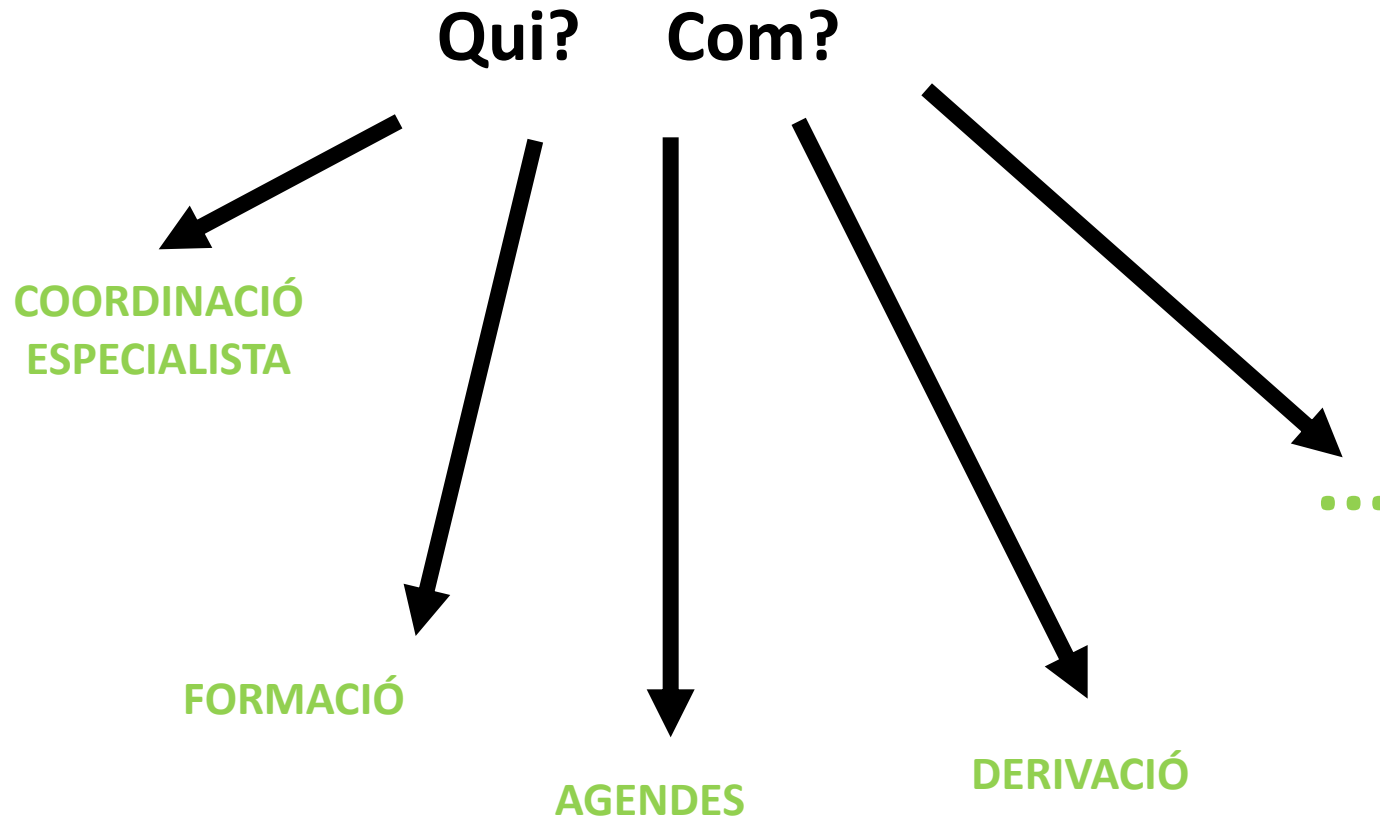 Qui? Com?
COORDINACIÓ
ESPECIALISTA
...
FORMACIÓ
DERIVACIÓ
AGENDES